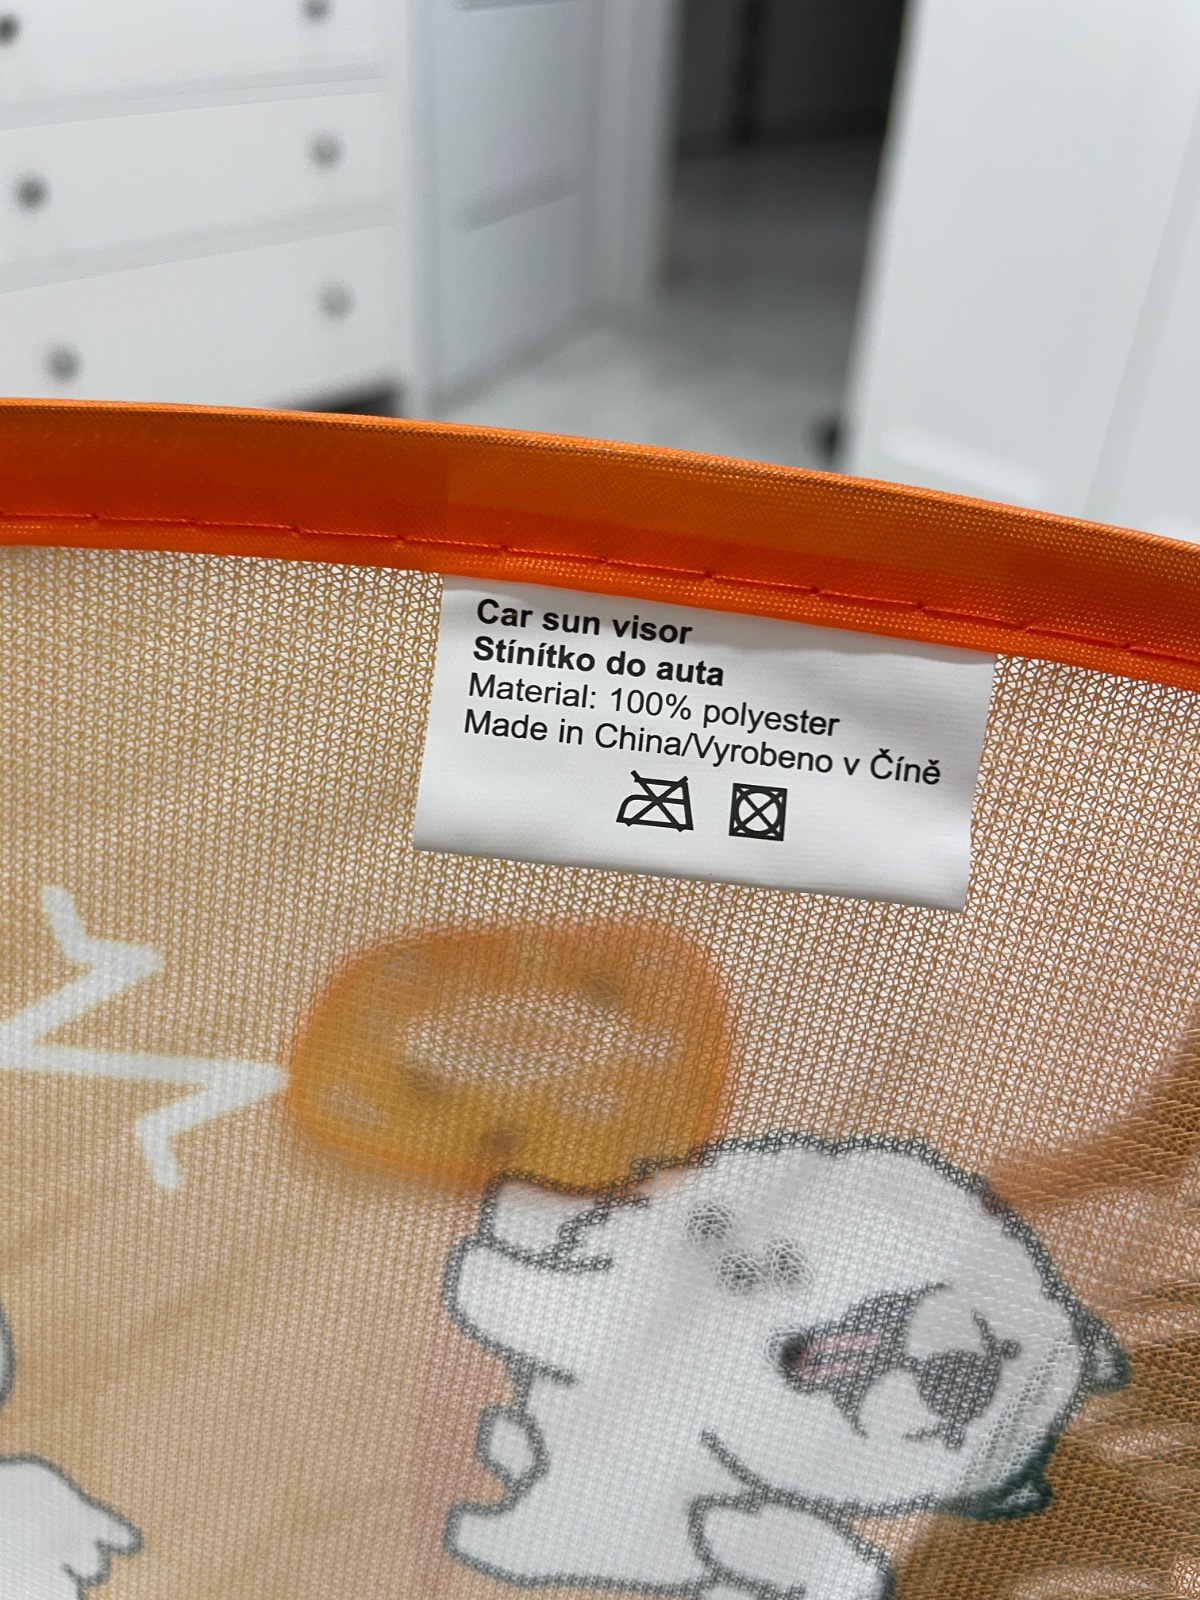 Car sun visor
Stínítko do auta
Material: 100% polyester
Made in China/Vyrobeno v Číně